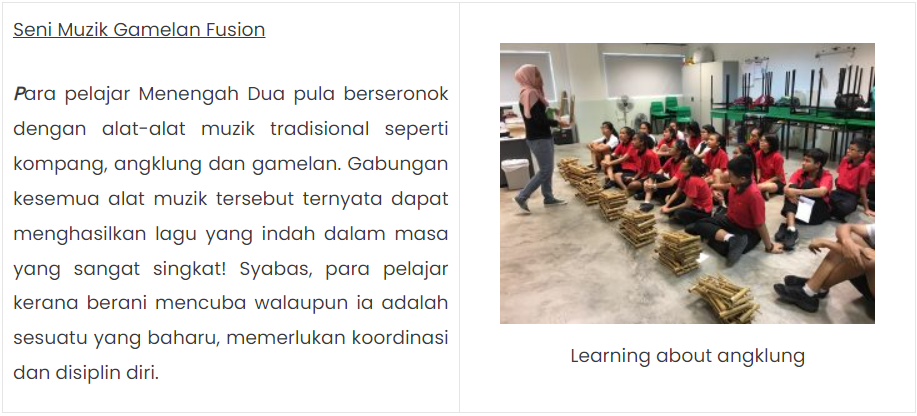 Seni Muzik Gamelan Fusion
Para pelajar Menengah Dua pula berseronok
dengan alat-alat muzik tradisional seperti
kompang, angklung dan gamelan. Gabungan
kesemua alat muzik tersebut ternyata dapat
menghasilkan lagu yang indah dalam masa
yang sangat singkat! Syabas, para pelajar
kerana berani mencuba walaupun ia adalah
sesuatu yang baharu, memerlukan koordinasi
dan disiplin diri.
Learning about angklung